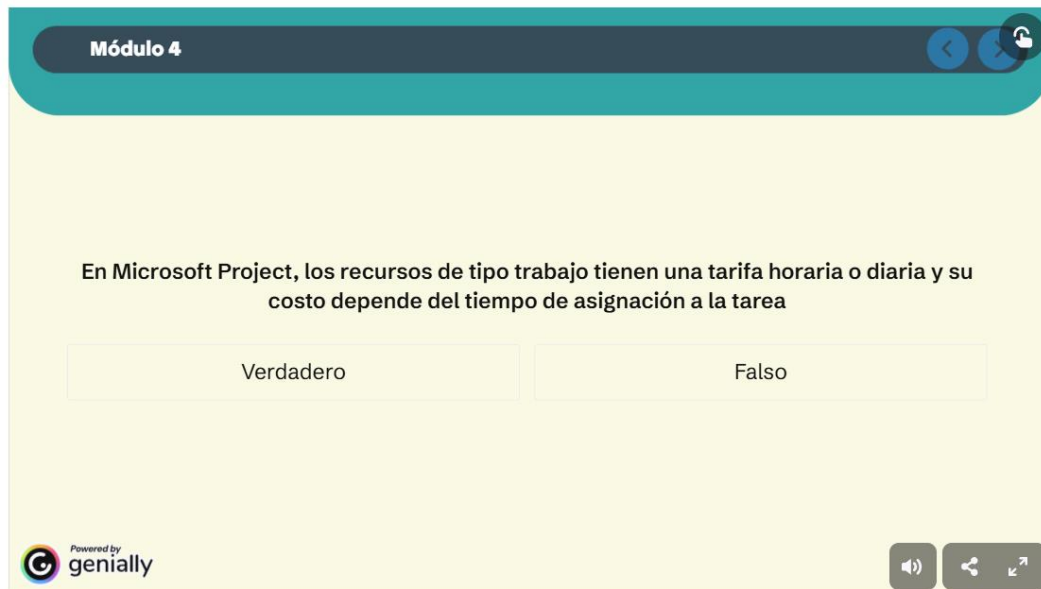 Módulo 4
En Microsoft Project, los recursos de tipo trabajo tienen una tarifa horaria o diaria y su
costo depende del tiempo de asignación a la tarea
Verdadero
Falso
Powered by
genially